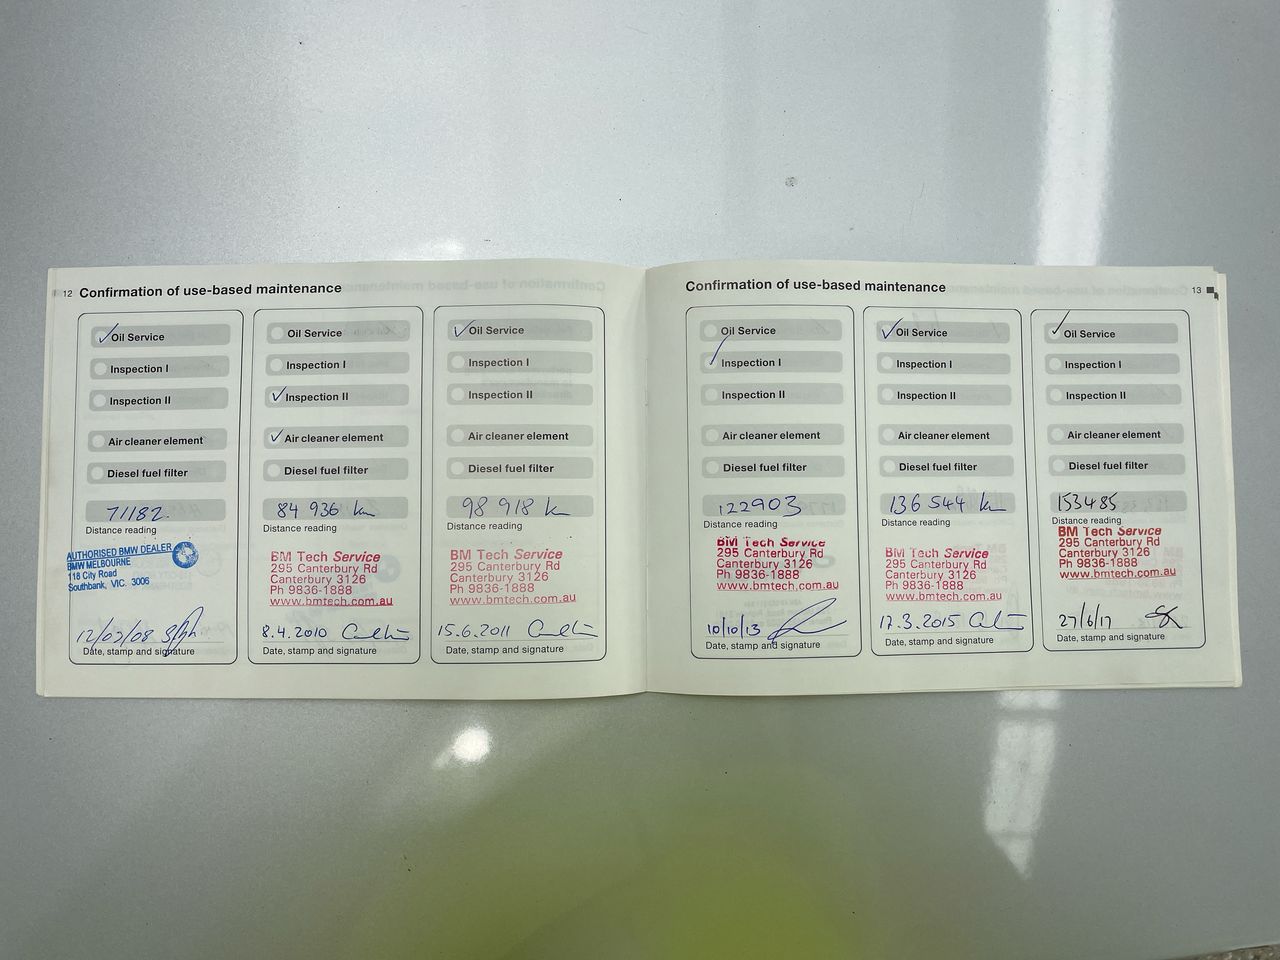 12 Confirmation of use-based maintenance
Oil Service
Inspection I
Inspection II
Air cleaner element
Diesel fuel filter
71182.
Distance reading
AUTHORISED BMW DEALER
BMW MELBOURNE
118 City Road
Southbank, VIC. 3006
12/02/08
Date, stamp and signature
Oil Service
Inspection I
Inspection II
Air cleaner element
Diesel fuel filter
84 936 km
Distance reading
BM Tech Service
295 Canterbury Rd
Canterbury 3126
Ph 9836-1888
www.bmtech.com.au
8.4.2010
Date, stamp and signature
Oil Service
Inspection I
Inspection II
Air cleaner element
Diesel fuel filter
98 918 k
Distance reading
BM Tech Service
295 Canterbury Rd
Canterbury 3126
Ph 9836-1888
www.bmtech.com.au
15.6.2011
Date, stamp and signature
Confirmation of use-based maintenance 13
Oil Service
Inspection I
Inspection II
Air cleaner element
Diesel fuel filter
122903
Distance reading
BM Tech Service
295 Canterbury Rd
Canterbury 3126
Ph 9836-1888
www.bmtech.com.au
10/10/13
Date, stamp and signature
Oil Service
Inspection I
Inspection II
Air cleaner element
Diesel fuel filter
136 544 km
Distance reading
BM Tech Service
295 Canterbury Rd
Canterbury 3126
Ph 9836-1888
www.bmtech.com.au
17.3.2015
Date, stamp and signature
Oil Service
Inspection I
Inspection II
Air cleaner element
Diesel fuel filter
153485
Distance reading
BM Tech Service
295 Canterbury Rd
Canterbury 3126
Ph 9836-1888
www.bmtech.com.au
27/6/17
Date, stamp and signature